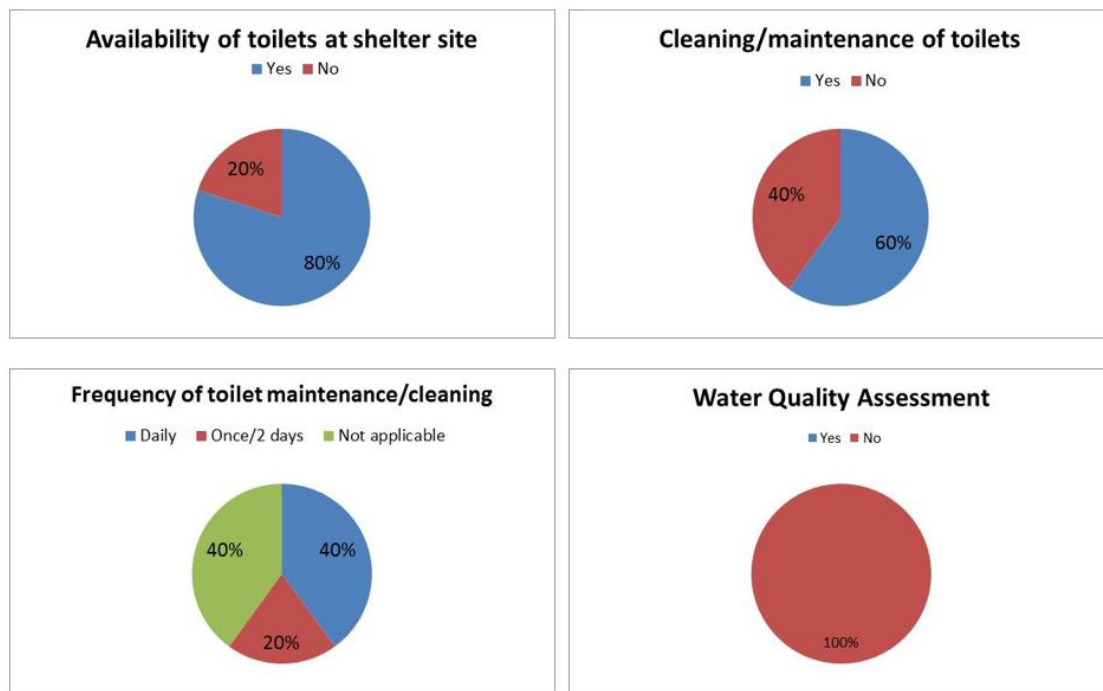 Availability of toilets at shelter site
Yes No
20%
80%
Cleaning/maintenance of toilets
Yes No
40%
60%
Frequency of toilet maintenance/cleaning
Daily Once/2 days Not applicable
40% 40%
20%
Water Quality Assessment
Yes No
100%